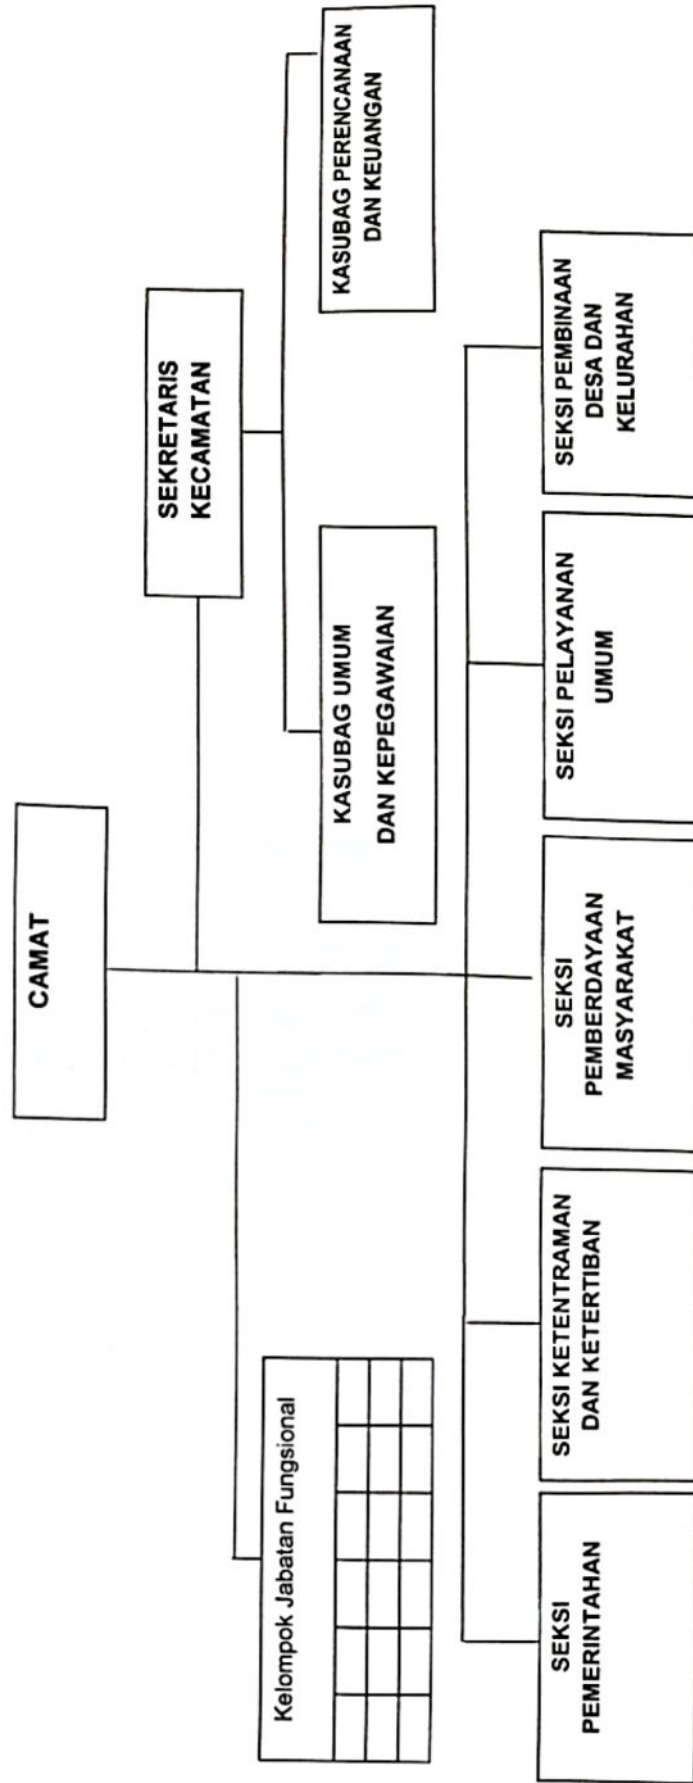 CAMAT
SEKRETARIS
KECAMATAN
Kelompok Jabatan Fungsional
KASUBAG UMUM
DAN KEPEGAWAIAN
KASUBAG PERENCANAAN
DAN KEUANGAN
SEKSI
PEMERINTAHAN
SEKSI KETENTRAMAN
DAN KETERTIBAN
SEKSI
PEMBERDAYAAN
MASYARAKAT
SEKSI PELAYANAN
UMUM
SEKSI PEMBINAAN
DESA DAN
KELURAHAN